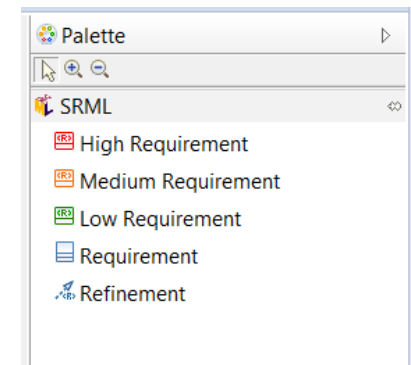 Palette
SRML
High Requirement
Medium Requirement
Low Requirement
Requirement
Refinement